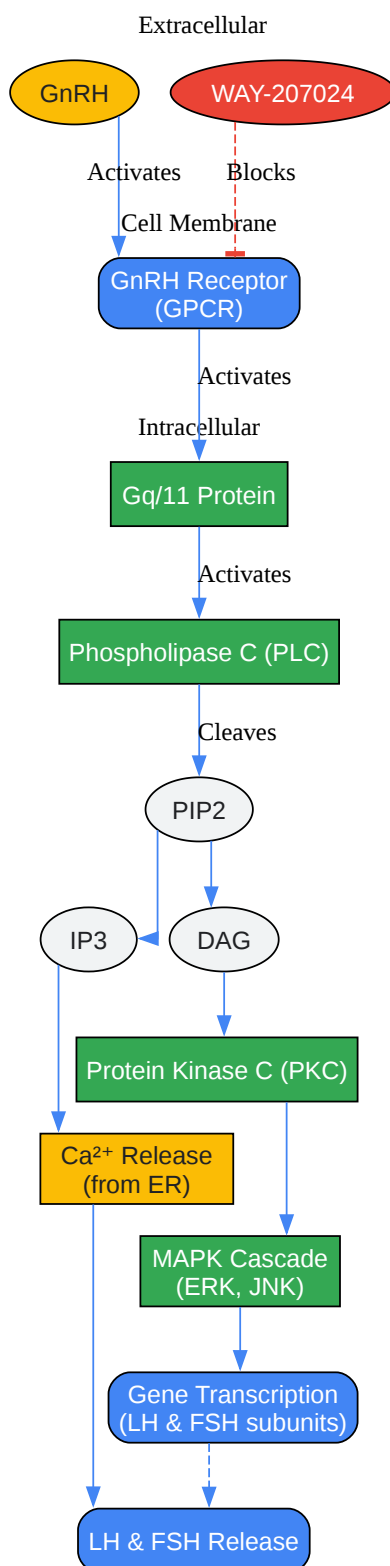 Extracellular
GnRH
WAY-207024
Activates
Blocks
Cell Membrane
GnRH Receptor
(GPCR)
Activates
Intracellular
Gq/11 Protein
Activates
Phospholipase C (PLC)
Cleaves
PIP2
IP3
DAG
Protein Kinase C (PKC)
Ca²⁺ Release
(from ER)
MAPK Cascade
(ERK, JNK)
Gene Transcription
(LH & FSH subunits)
LH & FSH Release